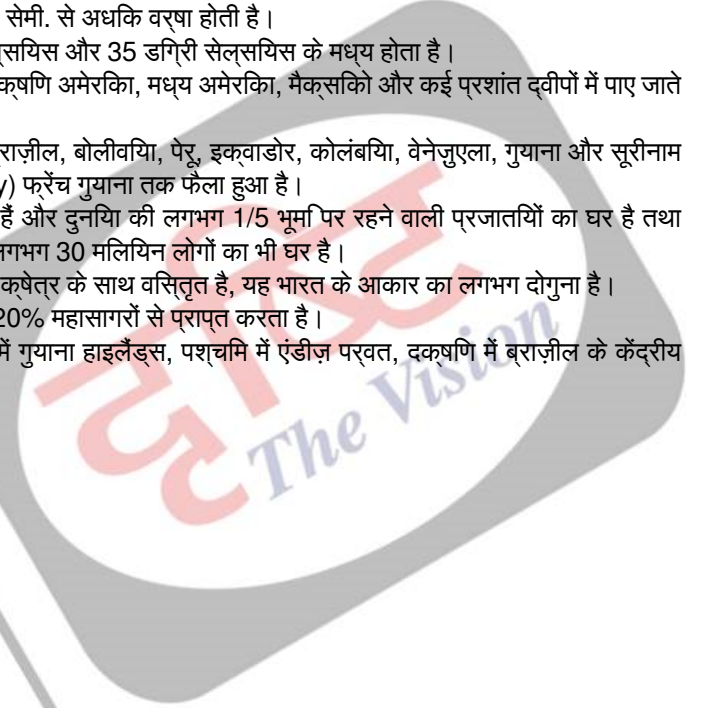 सेमी. से अधिक वर्षा होती है।
्सियस और 35 डिग्री सेल्सियस के मध्य होता है।
क्षिण अमेरिका, मध्य अमेरिका, मैक्सिको और कई प्रशांत द्वीपों में पाए जाते
राज़ील, बोलीविया, पेरू, इक्वाडोर, कोलंबिया, वेनेज़ुएला, गुयाना और सूरीनाम
y) फ्रेंच गुयाना तक फैला हुआ है।
हैं और दुनिया की लगभग 1/5 भूमि पर रहने वाली प्रजातियों का घर है तथा
लगभग 30 मिलियन लोगों का भी घर है।
क्षेत्र के साथ विस्तृत है, यह भारत के आकार का लगभग दोगुना है।
20% महासागरों से प्राप्त करता है।
में गुयाना हाइलैंड्स, पश्चिम में एंडीज़ पर्वत, दक्षिण में ब्राज़ील के केंद्रीय
दृष्टि
The Vision